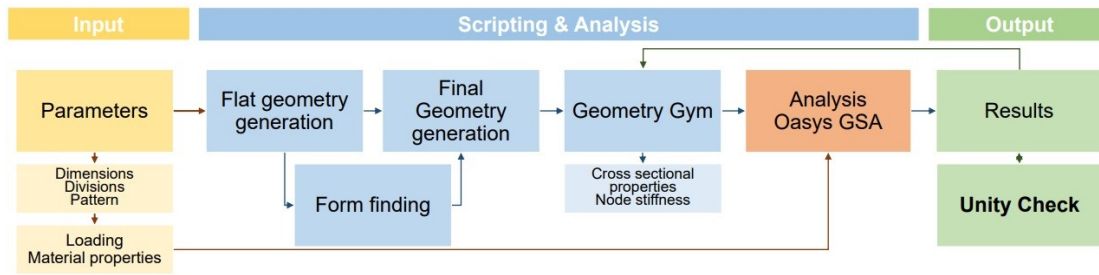 Input
Scripting & Analysis
Output
Parameters
Flat geometry
generation
Final
Geometry
generation
Geometry Gym
Analysis
Oasys GSA
Results
Dimensions
Divisions
Pattern
Form finding
Cross sectional
properties
Node stiffness
Unity Check
Loading
Material properties